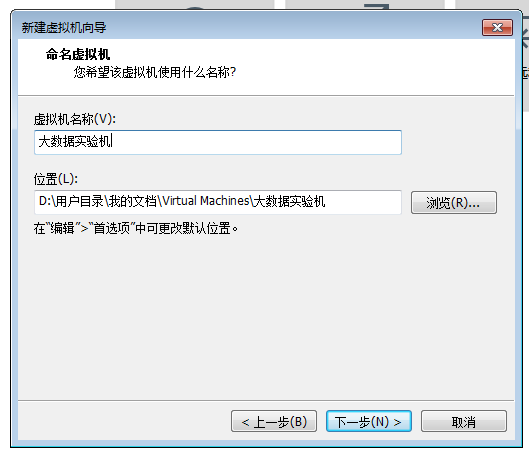 新建虚拟机向导
命名虚拟机
您希望该虚拟机使用什么名称?
虚拟机名称(V):
大数据实验机
位置(L):
D:\用户目录\我的文档\Virtual Machines\大数据实验机
浏览(R)...
在“编辑”>“首选项”中可更改默认位置。
< 上一步(B)
下一步(N) >
取消